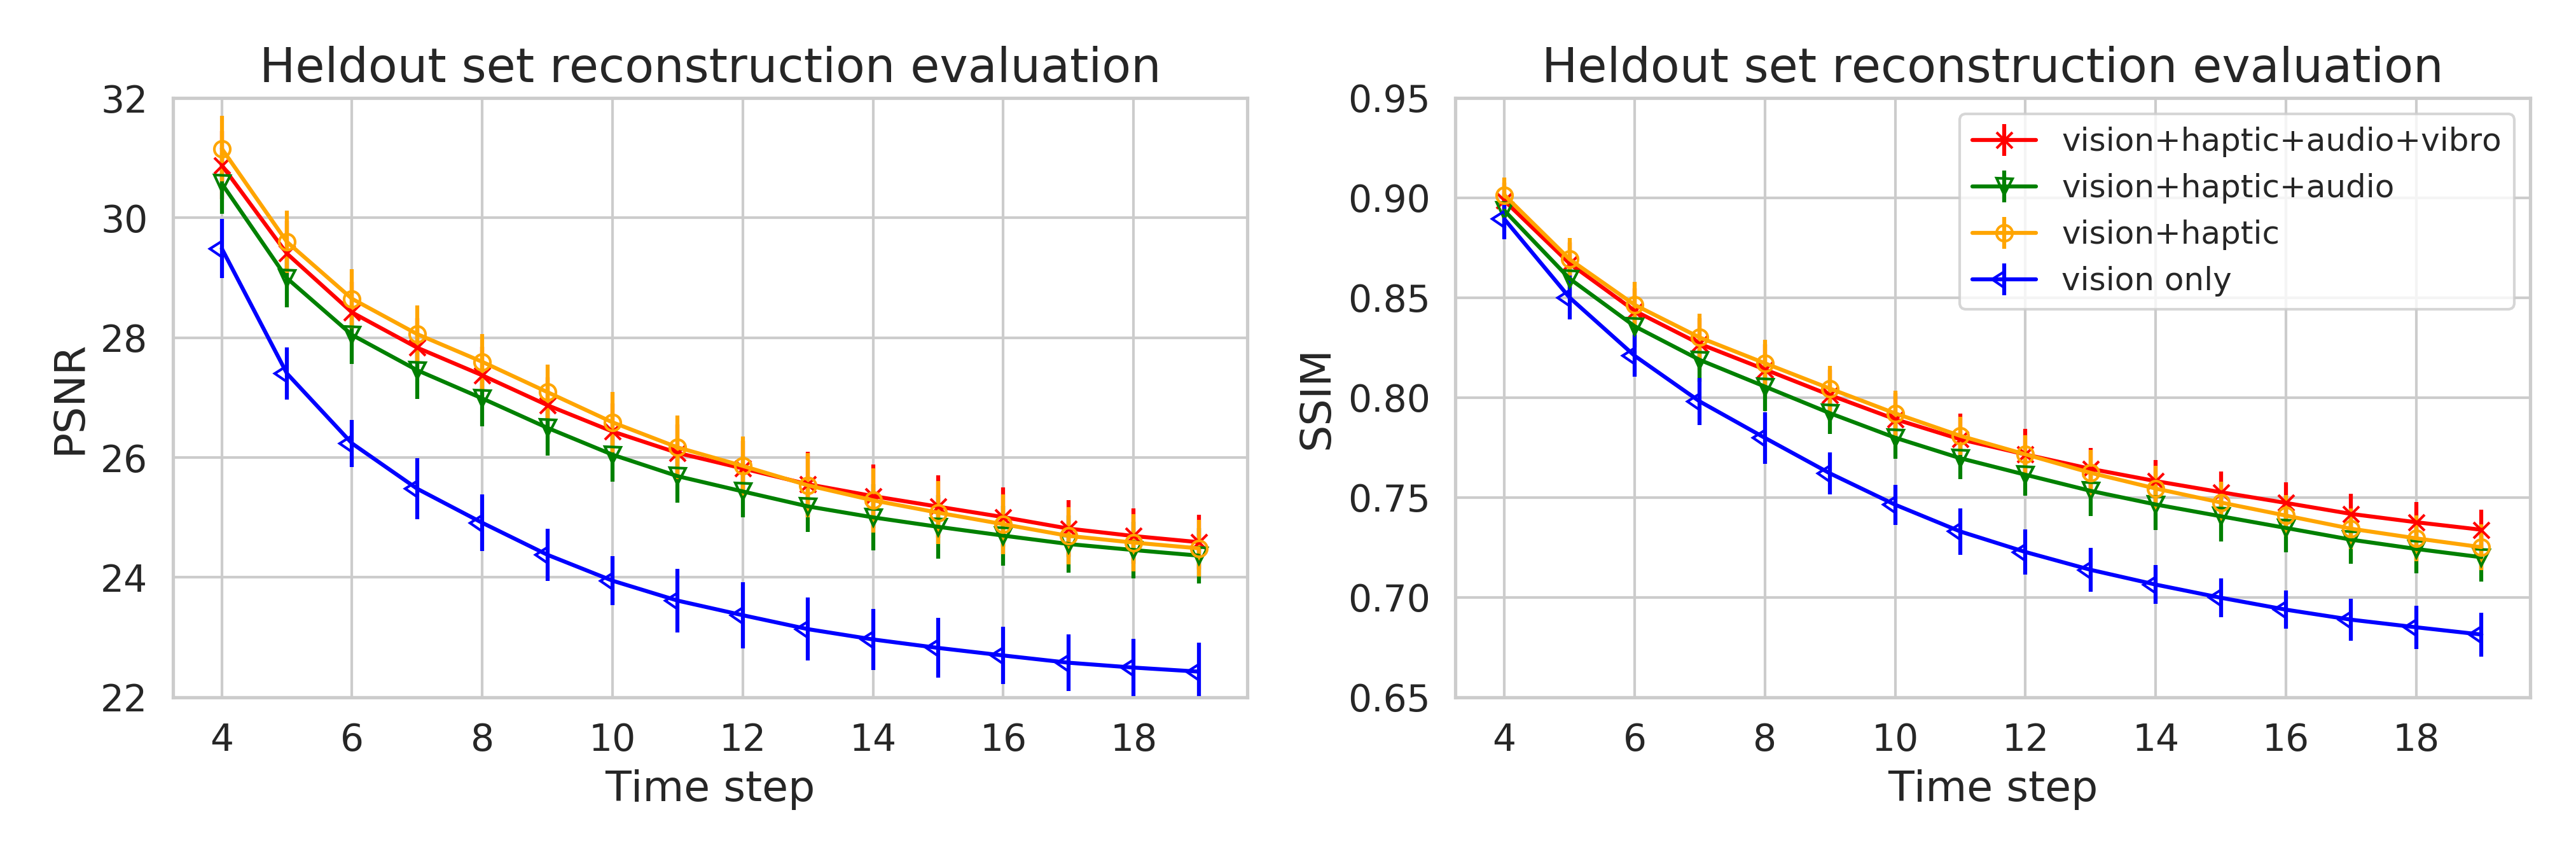 Heldout set reconstruction evaluation
32
30
28
26
24
22
PSNR
4 6 8 10 12 14 16 18
Time step
Heldout set reconstruction evaluation
0.95
0.90
0.85
0.80
0.75
0.70
0.65
SSIM
vision+haptic+audio+vibro
vision+haptic+audio
vision+haptic
vision only
4 6 8 10 12 14 16 18
Time step